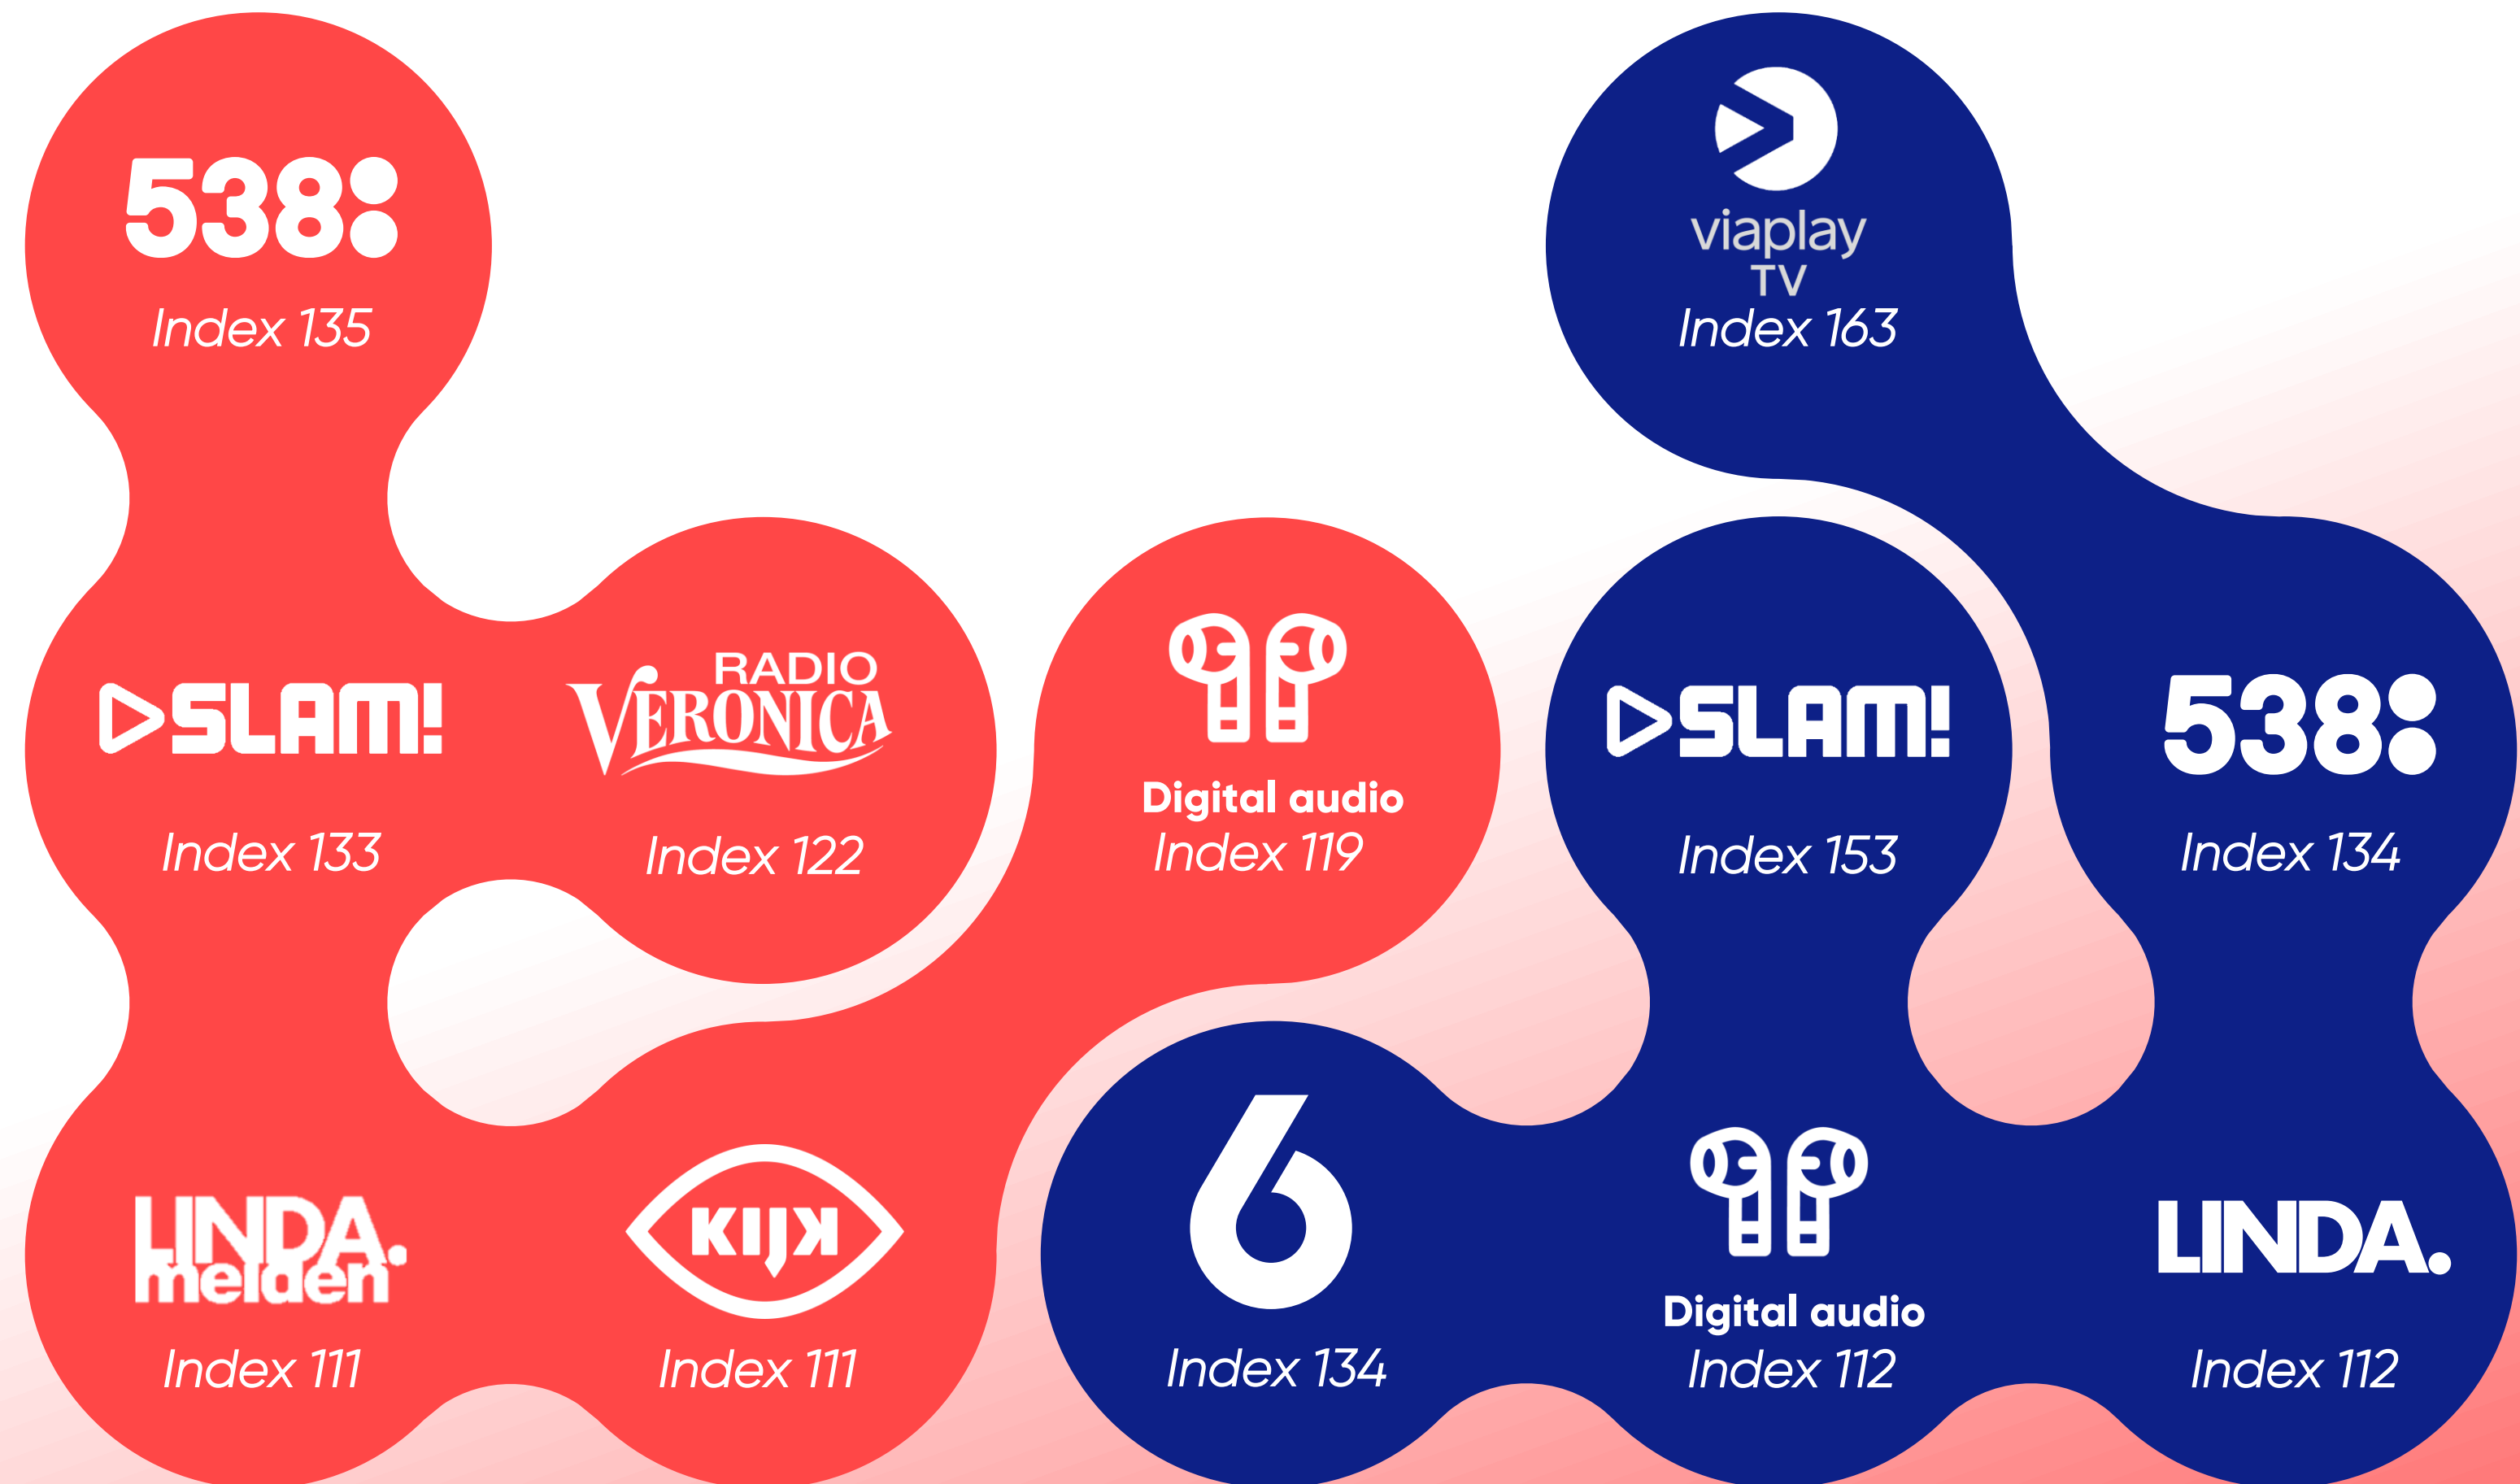 538
Index 135
SLAM!
Index 133
RADIO
VERONICA
Index 122
Digital audio
Index 119
LINDA.
meiden
Index 111
KIJK
Index 111
viaplay
TV
Index 163
SLAM!
Index 153
538
Index 134
6
Index 134
Digital audio
Index 112
LINDA.
Index 112